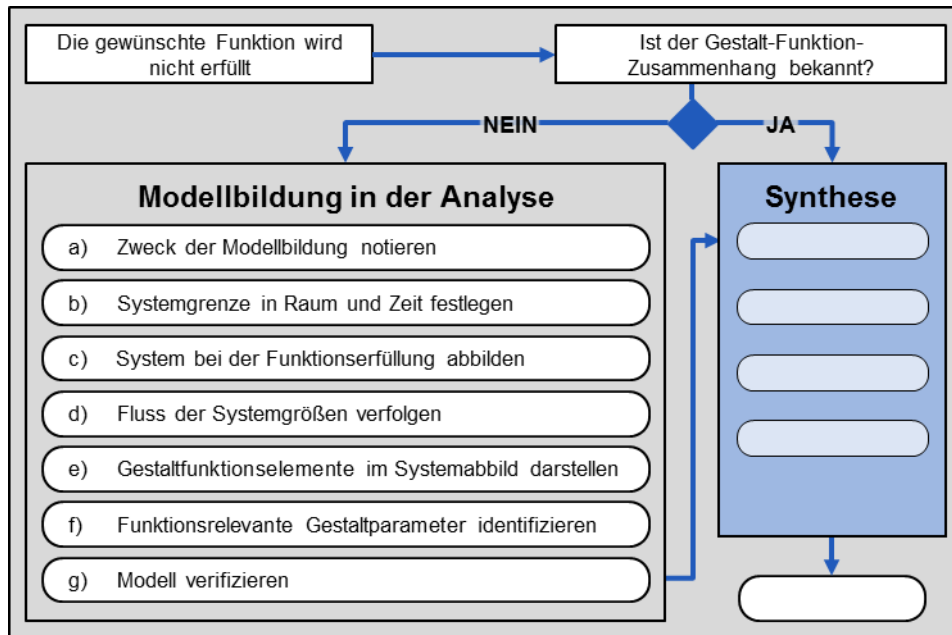 Die gewünschte Funktion wird
nicht erfüllt
Ist der Gestalt-Funktion-
Zusammenhang bekannt?
NEIN
JA
Modellbildung in der Analyse
a) Zweck der Modellbildung notieren
b) Systemgrenze in Raum und Zeit festlegen
c) System bei der Funktionserfüllung abbilden
d) Fluss der Systemgrößen verfolgen
e) Gestaltfunktionselemente im Systemabbild darstellen
f) Funktionsrelevante Gestaltparameter identifizieren
g) Modell verifizieren
Synthese